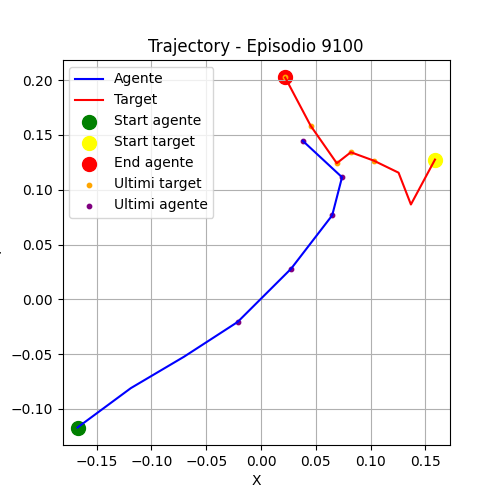 Trajectory - Episodio 9100
Agente
Target
Start agente
Start target
End agente
Ultimi target
Ultimi agente
0.20
0.15
0.10
0.05
0.00
−0.05
−0.10
−0.15
−0.10
−0.05
0.00
0.05
0.10
0.15
X